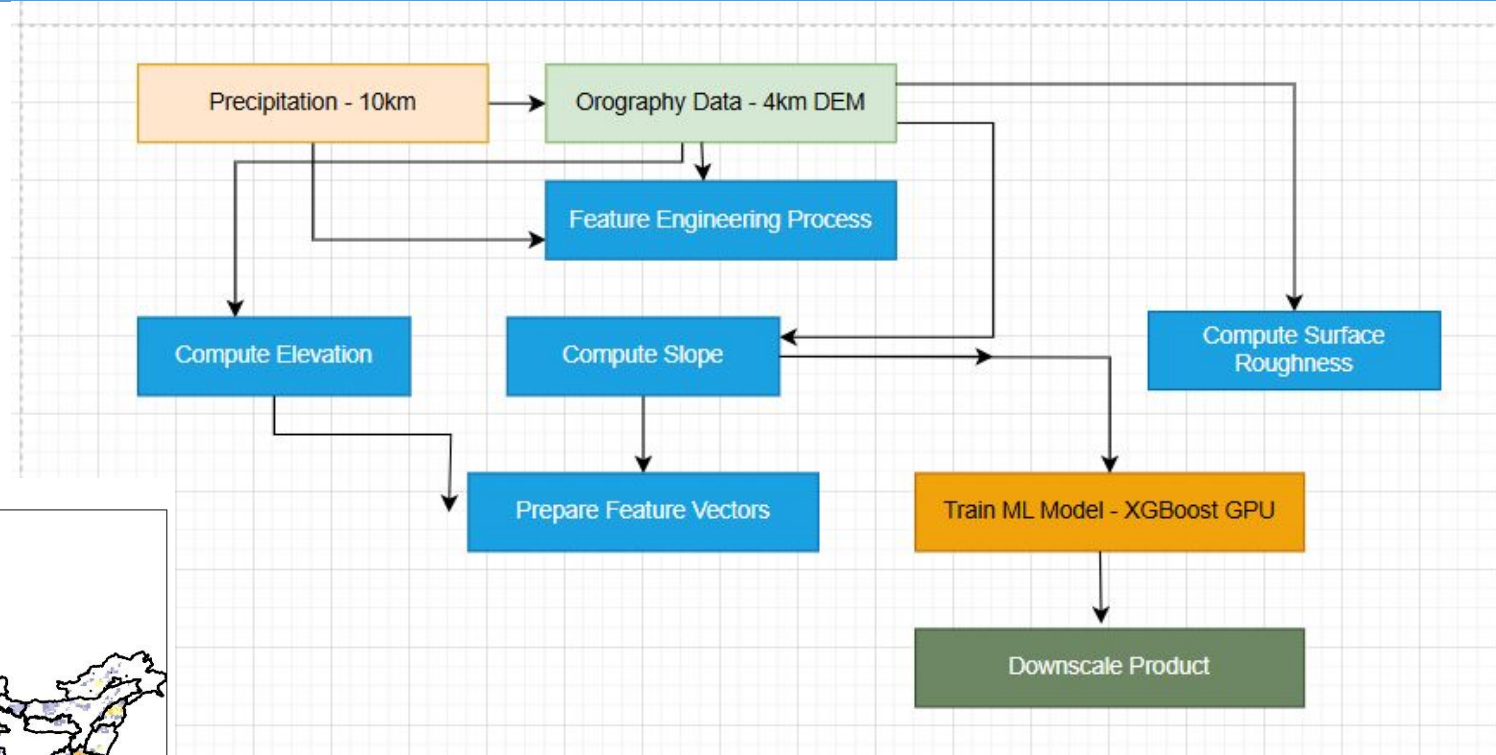 Precipitation - 10km
Orography Data - 4km DEM
Feature Engineering Process
Compute Elevation
Compute Slope
Compute Surface
Roughness
Prepare Feature Vectors
Train ML Model - XGBoost GPU
Downscale Product